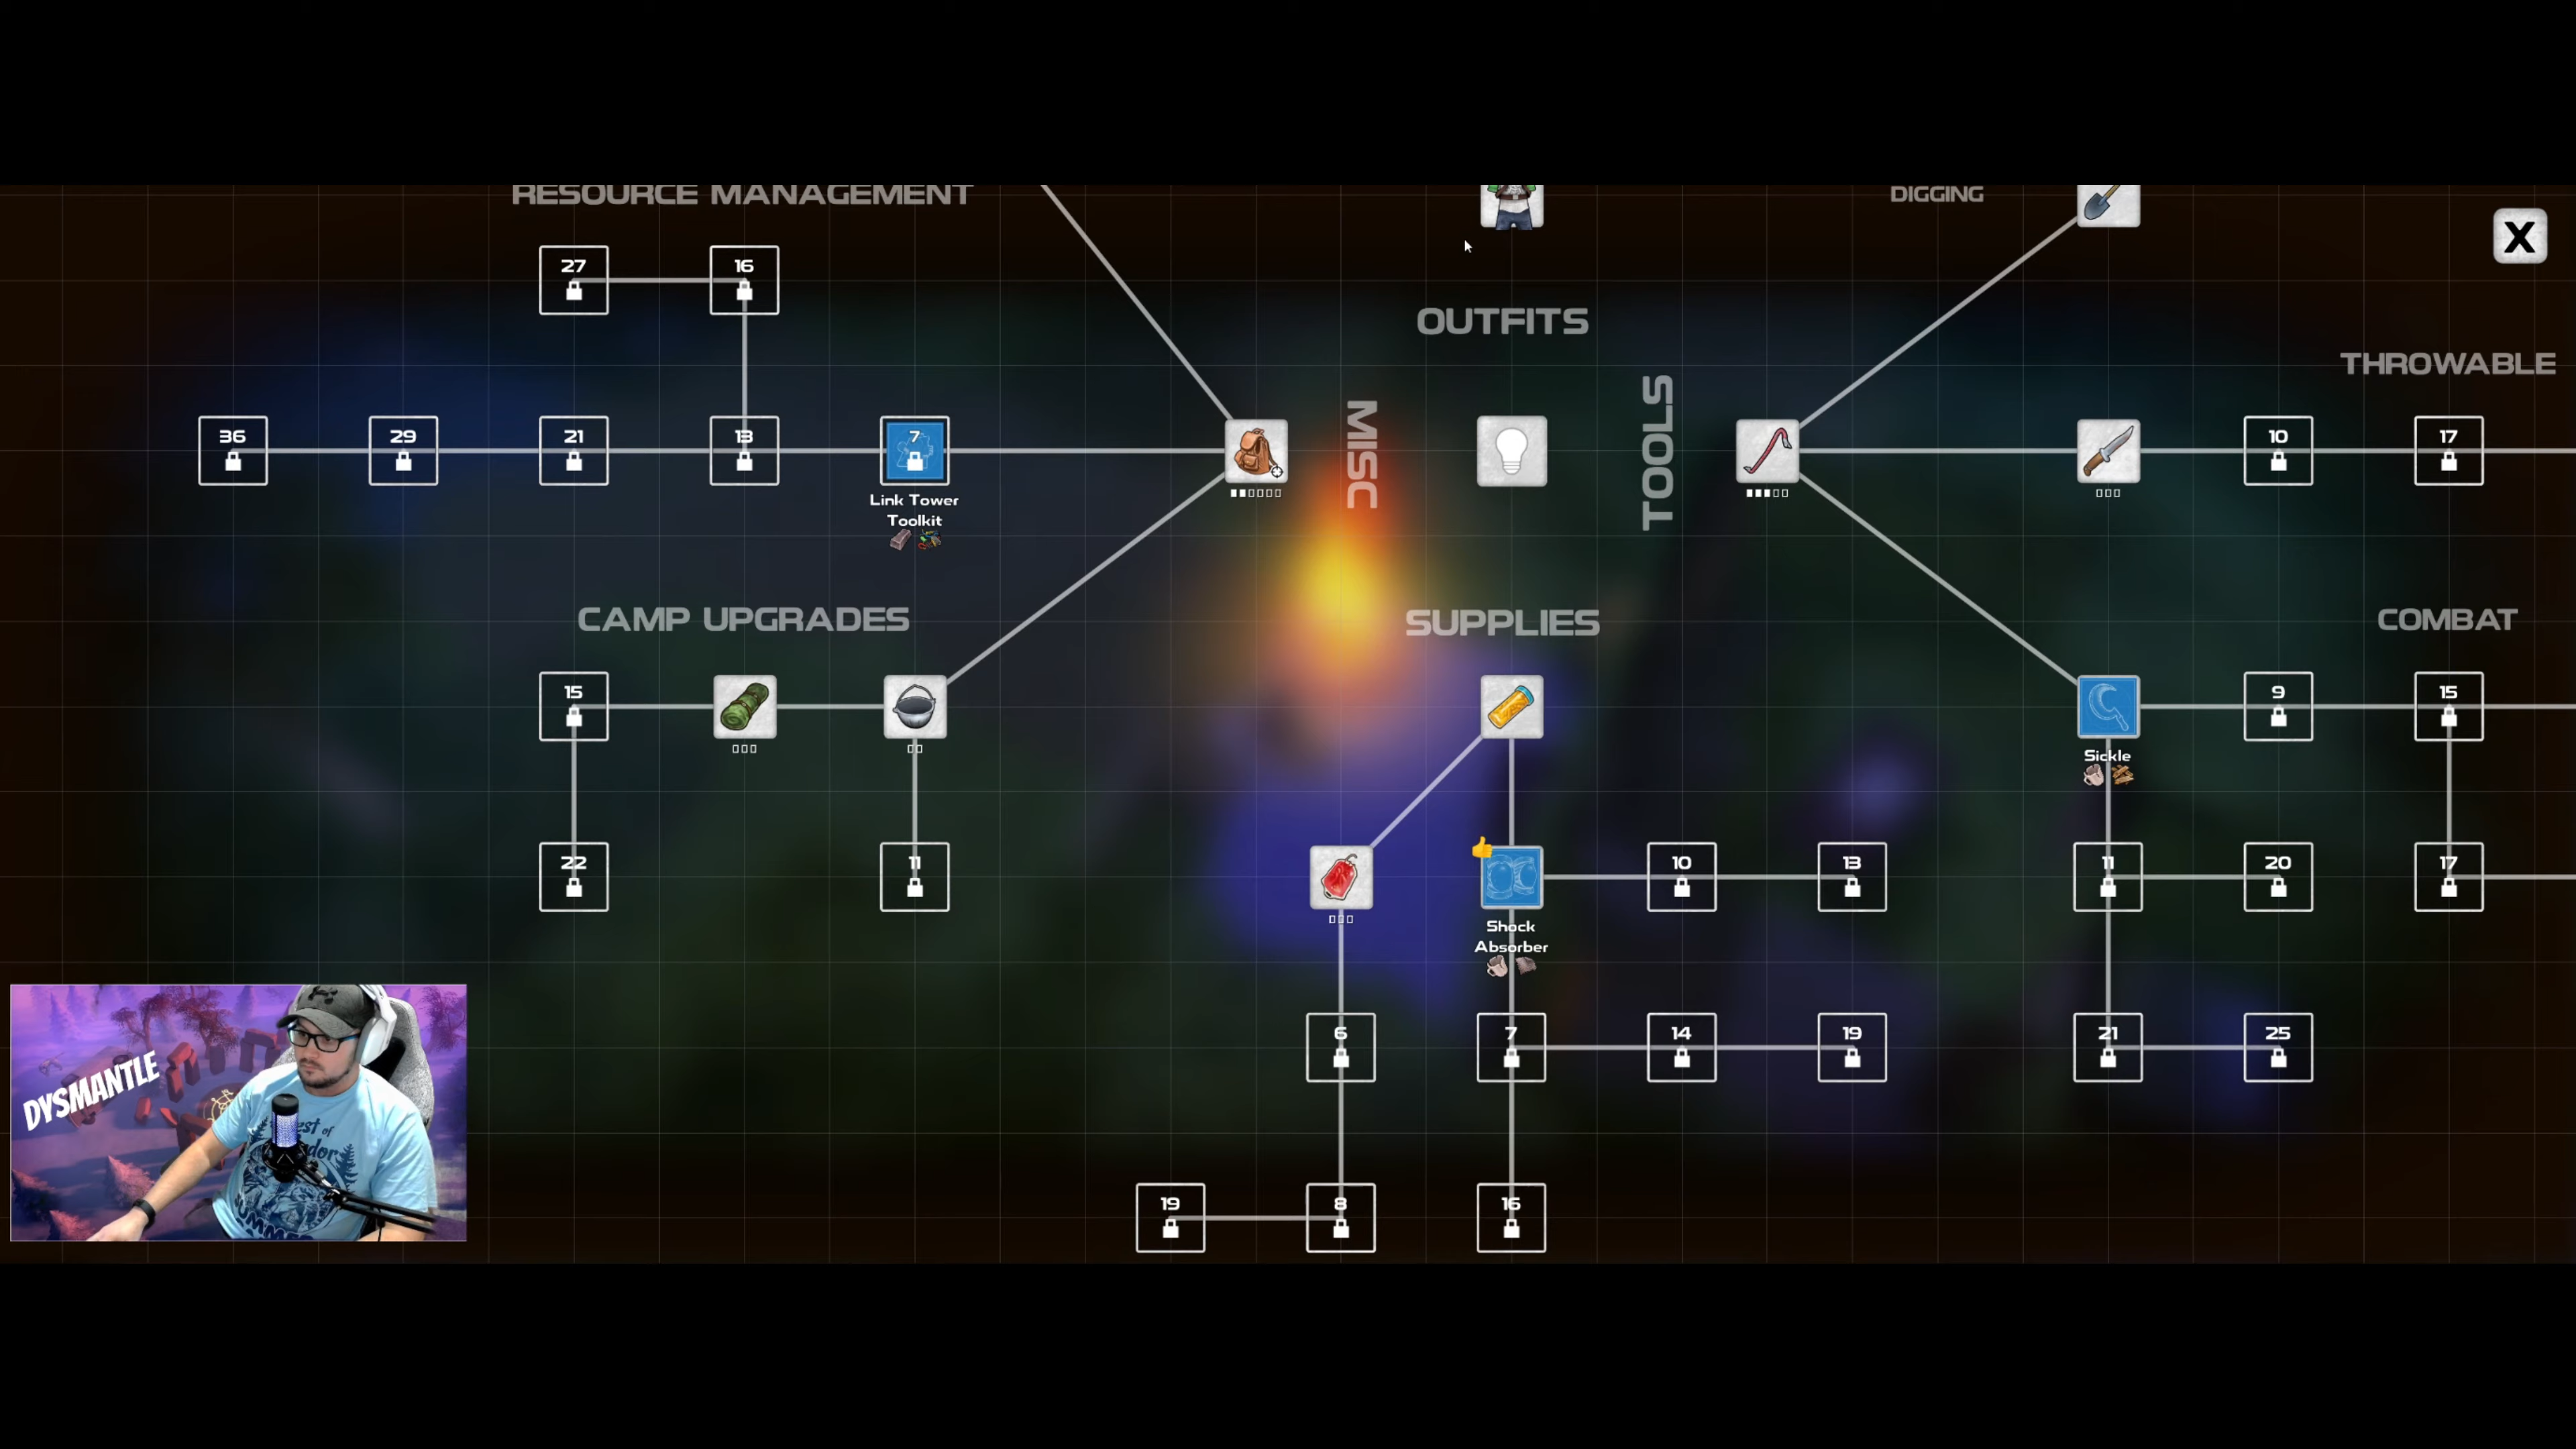 RESOURCE MANAGEMENT
DIGGING
X
27 16
OUTFITS
THROWABLE
MISC
TOOLS
36 29 21 13 7
10 17
Link Tower
Toolkit
CAMP UPGRADES
SUPPLIES
COMBAT
15
9 15
Sickle
22 11
10 13
11 20 17
Shock
Absorber
6 7 14 19
21 25
DYSMANTLE
19 8 16